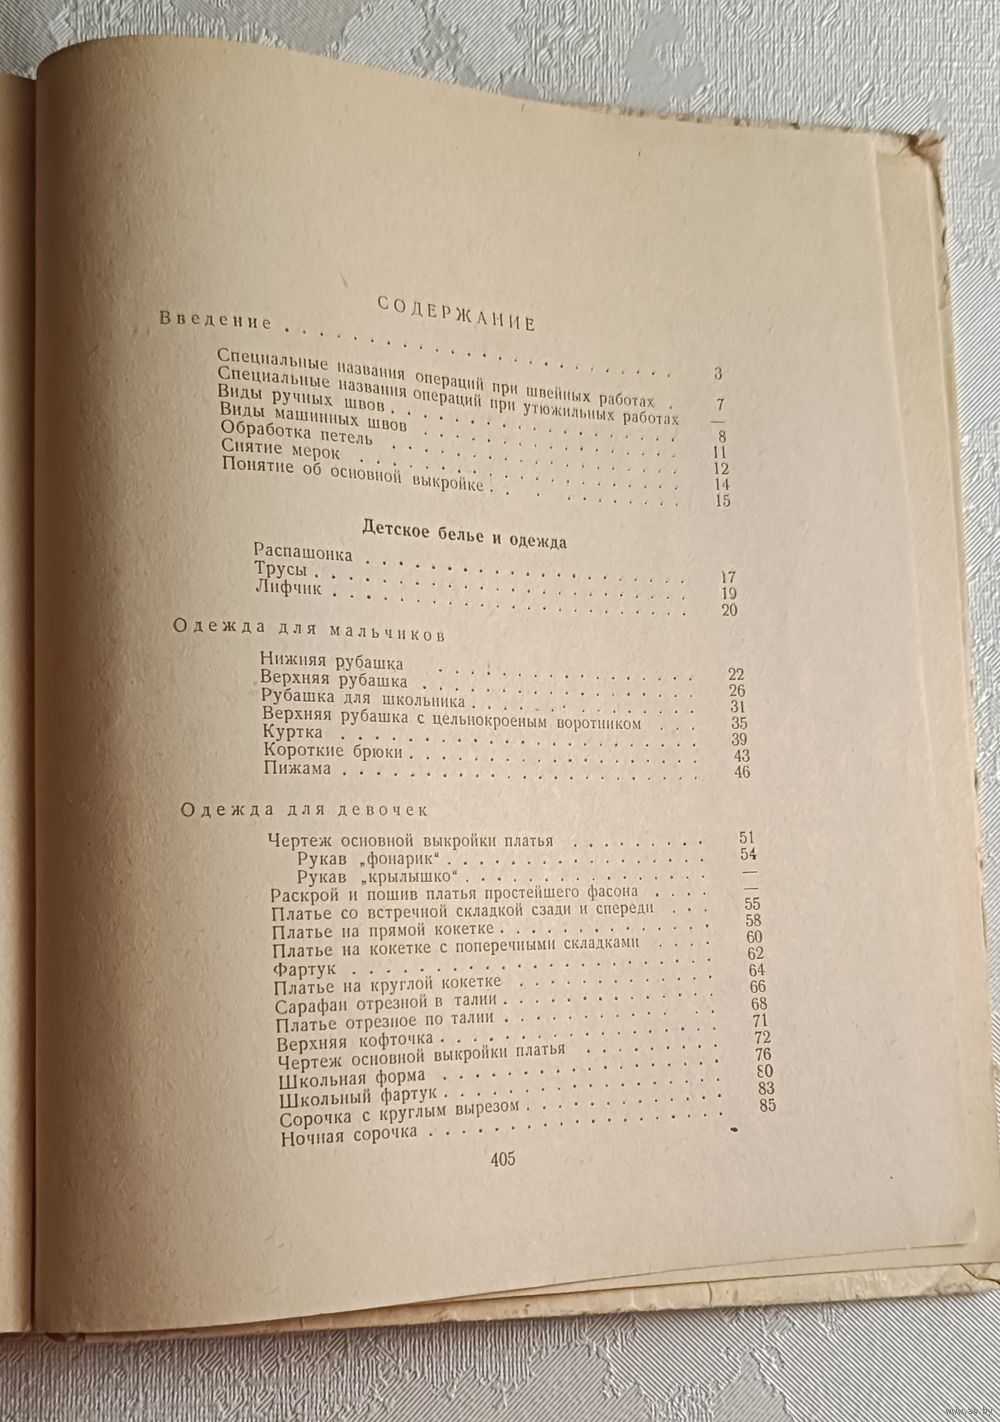 СОДЕРЖАНИЕ
Введение . . . . . . . . . . . . . . . . . . 3
Специальные названия операций при швейных работах . 7
Специальные названия операций при утюжильных работах —
Виды ручных швов . . . . . . . . . . . . . . . 8
Виды машинных швов . . . . . . . . . . . . . . 11
Обработка петель . . . . . . . . . . . . . . . 12
Снятие мерок . . . . . . . . . . . . . . . . . 14
Понятие об основной выкройке . . . . . . . . . . 15
Детское белье и одежда
Распашонка . . . . . . . . . . . . . . . . . . 17
Трусы . . . . . . . . . . . . . . . . . . . . 19
Лифчик . . . . . . . . . . . . . . . . . . . . 20
Одежда для мальчиков
Нижняя рубашка . . . . . . . . . . . . . . . . 22
Верхняя рубашка . . . . . . . . . . . . . . . . 26
Рубашка для школьника . . . . . . . . . . . . . 31
Верхняя рубашка с цельнокроеным воротником . . . 35
Куртка . . . . . . . . . . . . . . . . . . . . 39
Короткие брюки . . . . . . . . . . . . . . . . 43
Пижама . . . . . . . . . . . . . . . . . . . . 46
Одежда для девочек
Чертеж основной выкройки платья . . . . . . . . 51
Рукав „фонарик“ . . . . . . . . . . . . . . . . 54
Рукав „крылышко“ . . . . . . . . . . . . . . . —
Раскрой и пошив платья простейшего фасона . . . . —
Платье со встречной складкой сзади и спереди . . . 55
Платье на прямой кокетке . . . . . . . . . . . . 58
Платье на кокетке с поперечными складками . . . . 60
Фартук . . . . . . . . . . . . . . . . . . . . 62
Платье на круглой кокетке . . . . . . . . . . . 64
Сарафан отрезной в талии . . . . . . . . . . . . 66
Платье отрезное по талии . . . . . . . . . . . . 68
Верхняя кофточка . . . . . . . . . . . . . . . 71
Чертеж основной выкройки платья . . . . . . . . 72
Школьная форма . . . . . . . . . . . . . . . . 76
Школьный фартук . . . . . . . . . . . . . . . . 80
Сорочка с круглым вырезом . . . . . . . . . . . 83
Ночная сорочка . . . . . . . . . . . . . . . . 85
405
www.ay.by